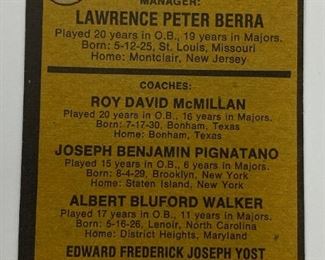 MANAGER:
LAWRENCE PETER BERRA
Played 20 years in O.B., 19 years in Majors.
Born: 5-12-25, St. Louis, Missouri
Home: Montclair, New Jersey
COACHES:
ROY DAVID McMILLAN
Played 20 years in O.B., 16 years in Majors.
Born: 7-17-30, Bonham, Texas
Home: Bonham, Texas
JOSEPH BENJAMIN PIGNATANO
Played 15 years in O.B., 6 years in Majors.
Born: 8-4-29, Brooklyn, New York
Home: Staten Island, New York
ALBERT BLUFORD WALKER
Played 17 years in O.B., 11 years in Majors.
Born: 5-16-26, Lenoir, North Carolina
Home: District Heights, Maryland
EDWARD FREDERICK JOSEPH YOST